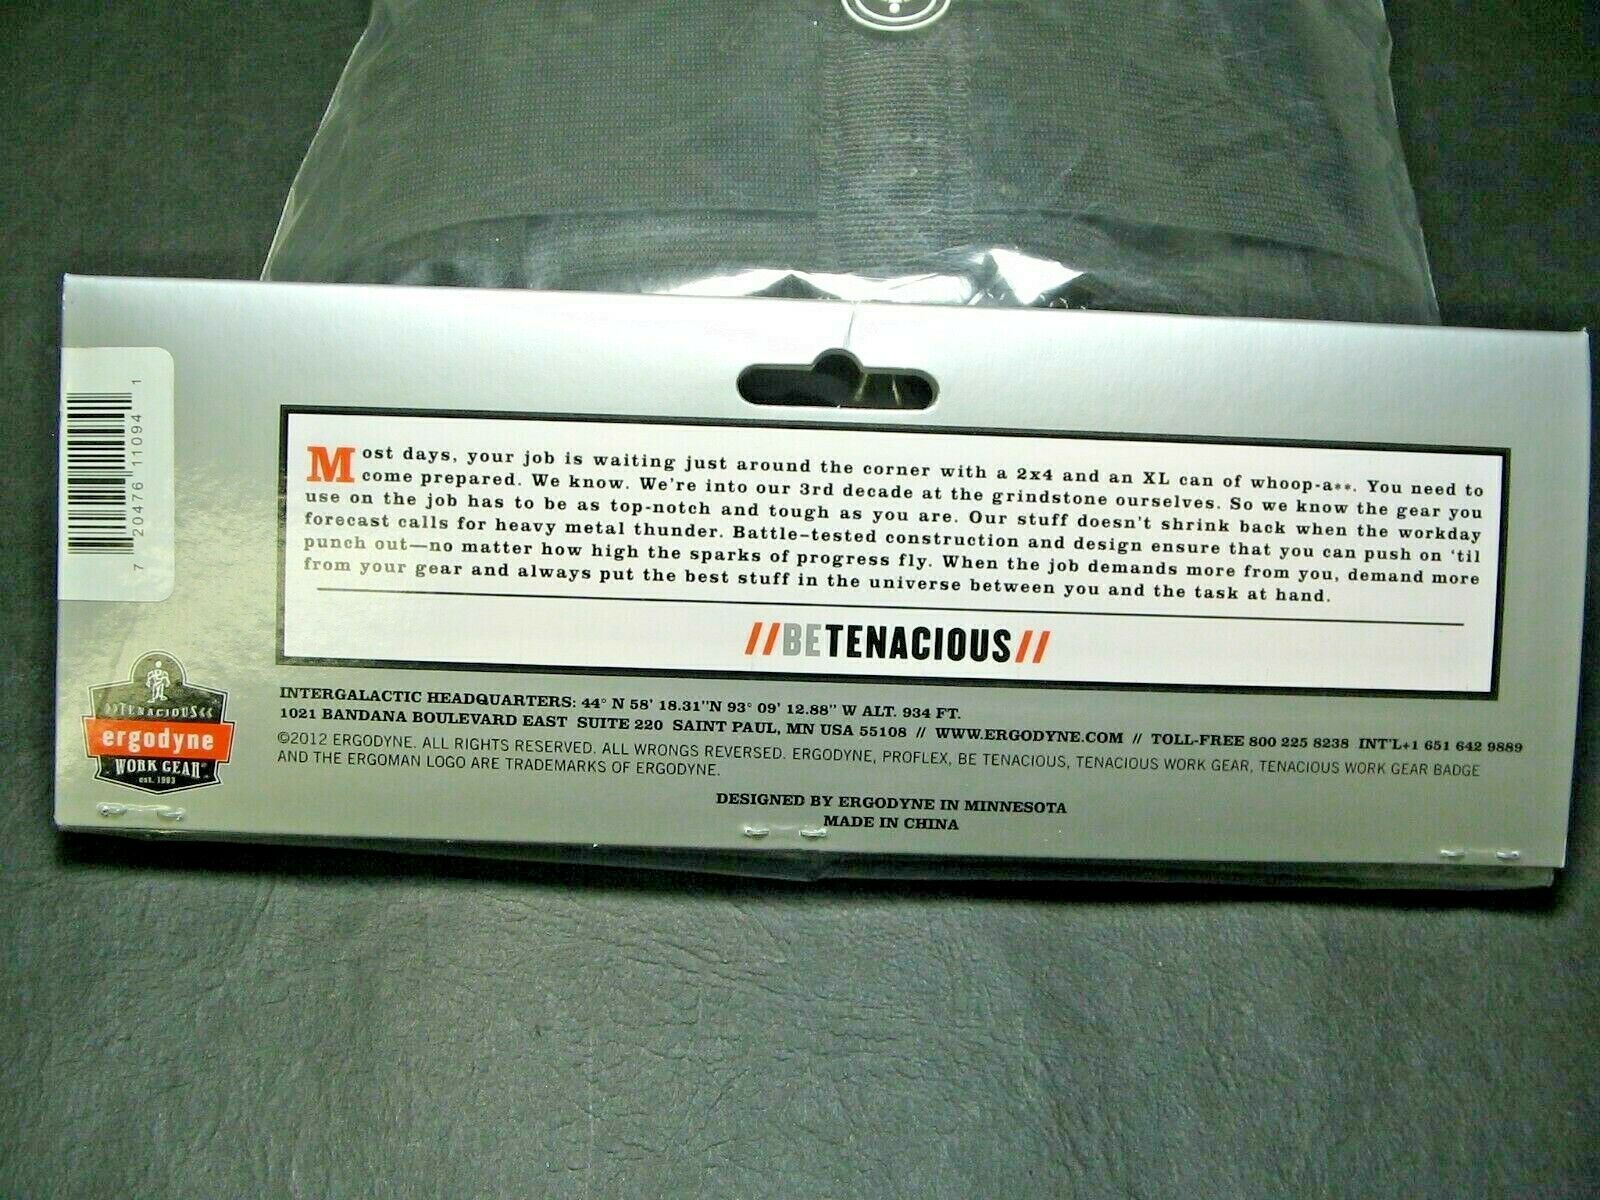 Most days, your job is waiting just around the corner with a 2x4 and an XL can of whoop-a**. You need to
come prepared. We know. We're into our 3rd decade at the grindstone ourselves. So we know the gear you
use on the job has to be as top-notch and tough as you are. Our stuff doesn't shrink back when the workday
forecast calls for heavy metal thunder. Battle-tested construction and design ensure that you can push on 'til
punch out—no matter how high the sparks of progress fly. When the job demands more from you, demand more
from your gear and always put the best stuff in the universe between you and the task at hand.
//BETENACIOUS//
INTERGALACTIC HEADQUARTERS: 44° N 58' 18.31"N 93° 09' 12.88" W ALT. 934 FT.
1021 BANDANA BOULEVARD EAST SUITE 220 SAINT PAUL, MN USA 55108 // WWW.ERGODYNE.COM // TOLL-FREE 800 225 8238 INT'L+1 651 642 9889
©2012 ERGODYNE. ALL RIGHTS RESERVED. ALL WRONGS REVERSED. ERGODYNE, PROFLEX, BE TENACIOUS, TENACIOUS WORK GEAR, TENACIOUS WORK GEAR BADGE
AND THE ERGOMAN LOGO ARE TRADEMARKS OF ERGODYNE.
DESIGNED BY ERGODYNE IN MINNESOTA
MADE IN CHINA
7 20476 11094 1
»TENACIOUS«
ergodyne
WORK GEAR
est. 1983